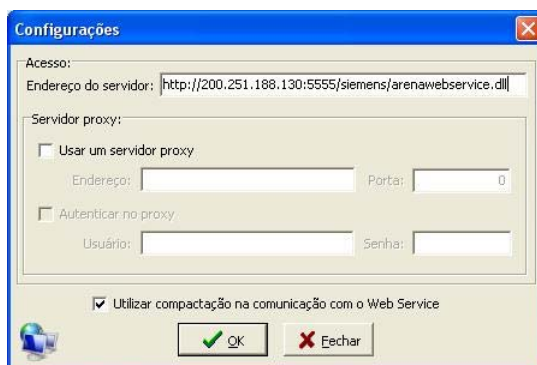 Configurações
Acesso:
Endereço do servidor: http://200.251.188.130:5555/siemens/arenawebservice.dll
Servidor proxy:
Usar um servidor proxy
Endereço: Porta: 0
Autenticar no proxy
Usuário: Senha:
Utilizar compactação na comunicação com o Web Service
OK Fechar